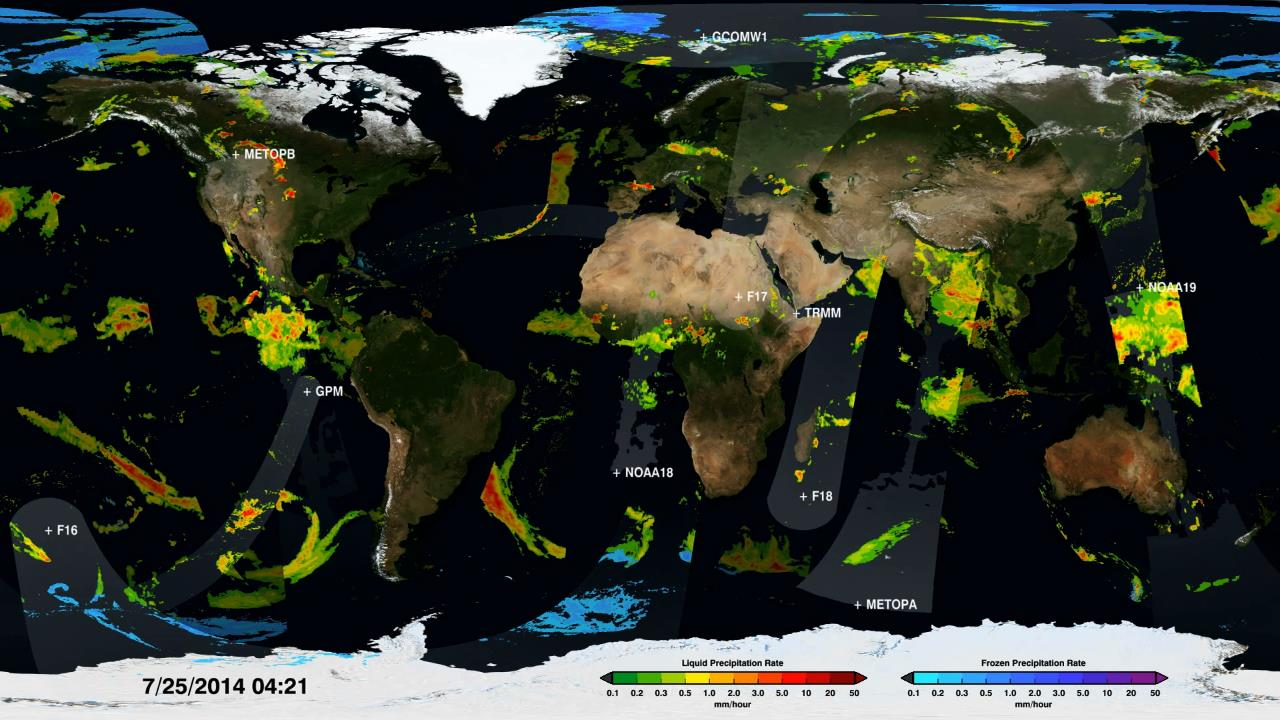 + GCOMW1
+ METOPB
+ NOAA19
+ F17
+ TRMM
+ GPM
+ NOAA18
+ F18
+ F16
+ METOPA
7/25/2014 04:21
Liquid Precipitation Rate
0.1 0.2 0.3 0.5 1.0 2.0 3.0 5.0 10 20 50
mm/hour
Frozen Precipitation Rate
0.1 0.2 0.3 0.5 1.0 2.0 3.0 5.0 10 20 50
mm/hour